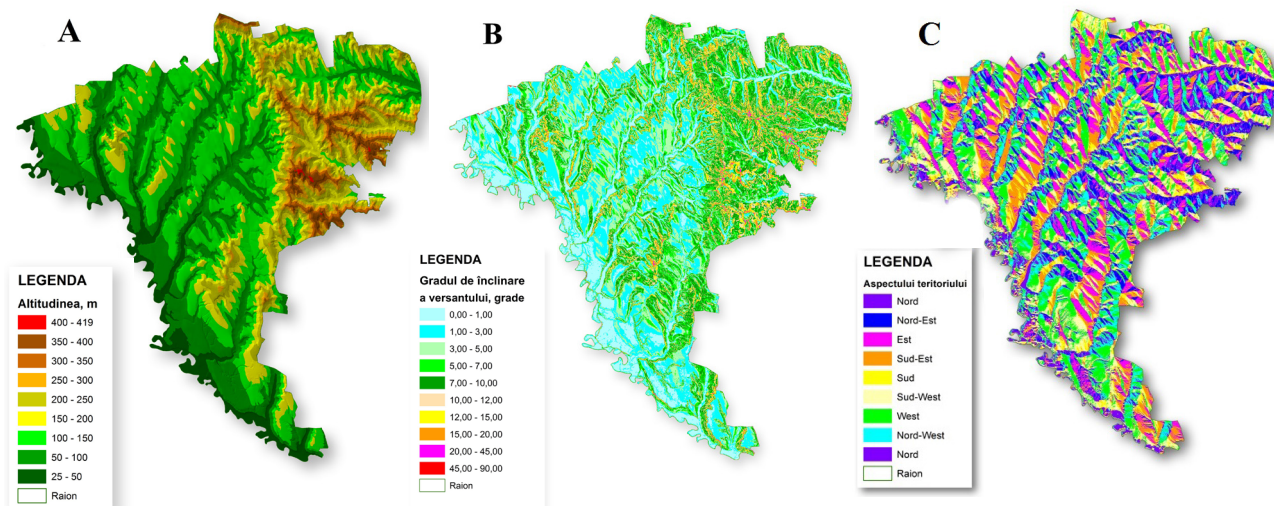 A
B
C
LEGENDA
Altitudinea, m
400 - 419
350 - 400
300 - 350
250 - 300
200 - 250
150 - 200
100 - 150
50 - 100
25 - 50
Raion
LEGENDA
Gradul de înclinare
a versantului, grade
0,00 - 1,00
1,00 - 3,00
3,00 - 5,00
5,00 - 7,00
7,00 - 10,00
10,00 - 12,00
12,00 - 15,00
15,00 - 20,00
20,00 - 45,00
45,00 - 90,00
Raion
LEGENDA
Aspectului teritoriului
Nord
Nord-Est
Est
Sud-Est
Sud
Sud-West
West
Nord-West
Nord
Raion